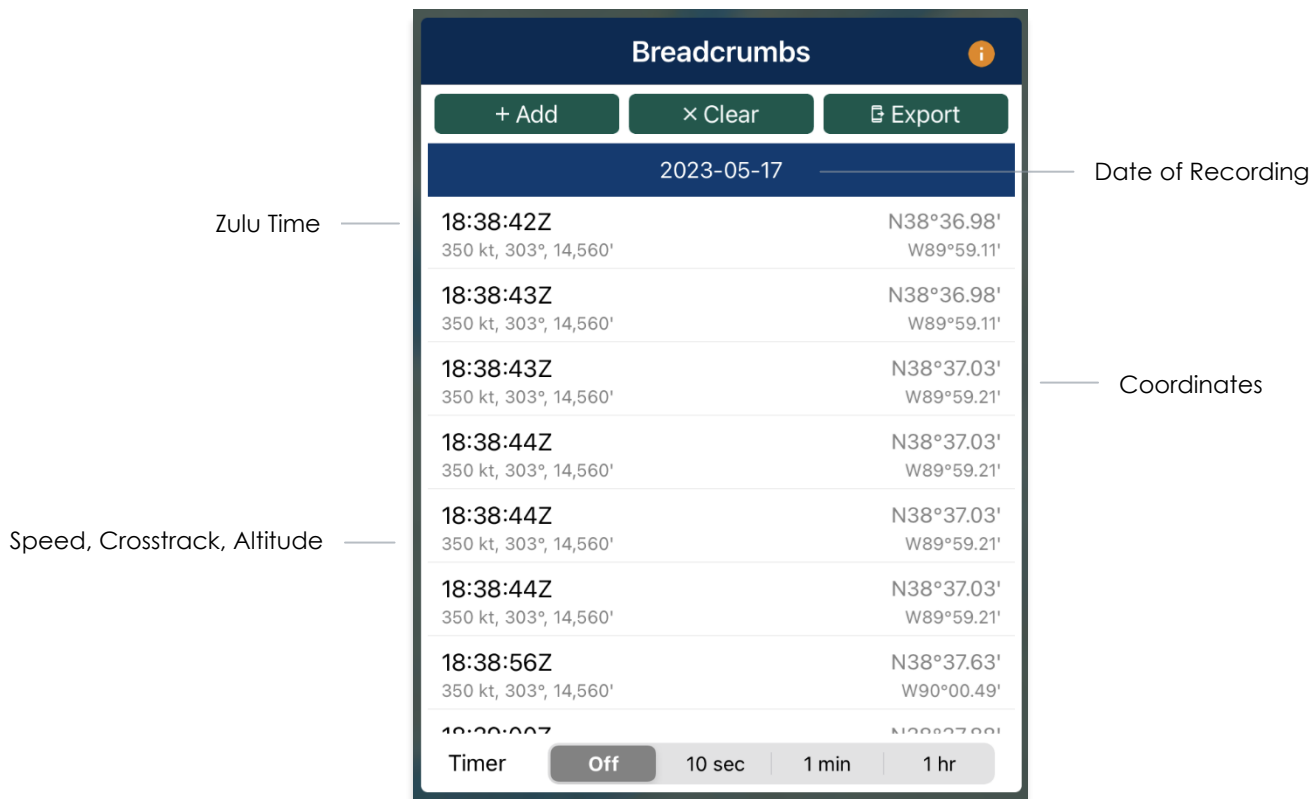 Breadcrumbs
+ Add
× Clear
Export
2023-05-17
Date of Recording
Zulu Time
18:38:42Z
N38°36.98'
350 kt, 303°, 14,560'
W89°59.11'
18:38:43Z
N38°36.98'
350 kt, 303°, 14,560'
W89°59.11'
18:38:43Z
N38°37.03'
350 kt, 303°, 14,560'
W89°59.21'
Coordinates
18:38:44Z
N38°37.03'
350 kt, 303°, 14,560'
W89°59.21'
18:38:44Z
N38°37.03'
Speed, Crosstrack, Altitude
350 kt, 303°, 14,560'
W89°59.21'
18:38:44Z
N38°37.03'
350 kt, 303°, 14,560'
W89°59.21'
18:38:56Z
N38°37.63'
350 kt, 303°, 14,560'
W90°00.49'
Timer
Off
10 sec
1 min
1 hr